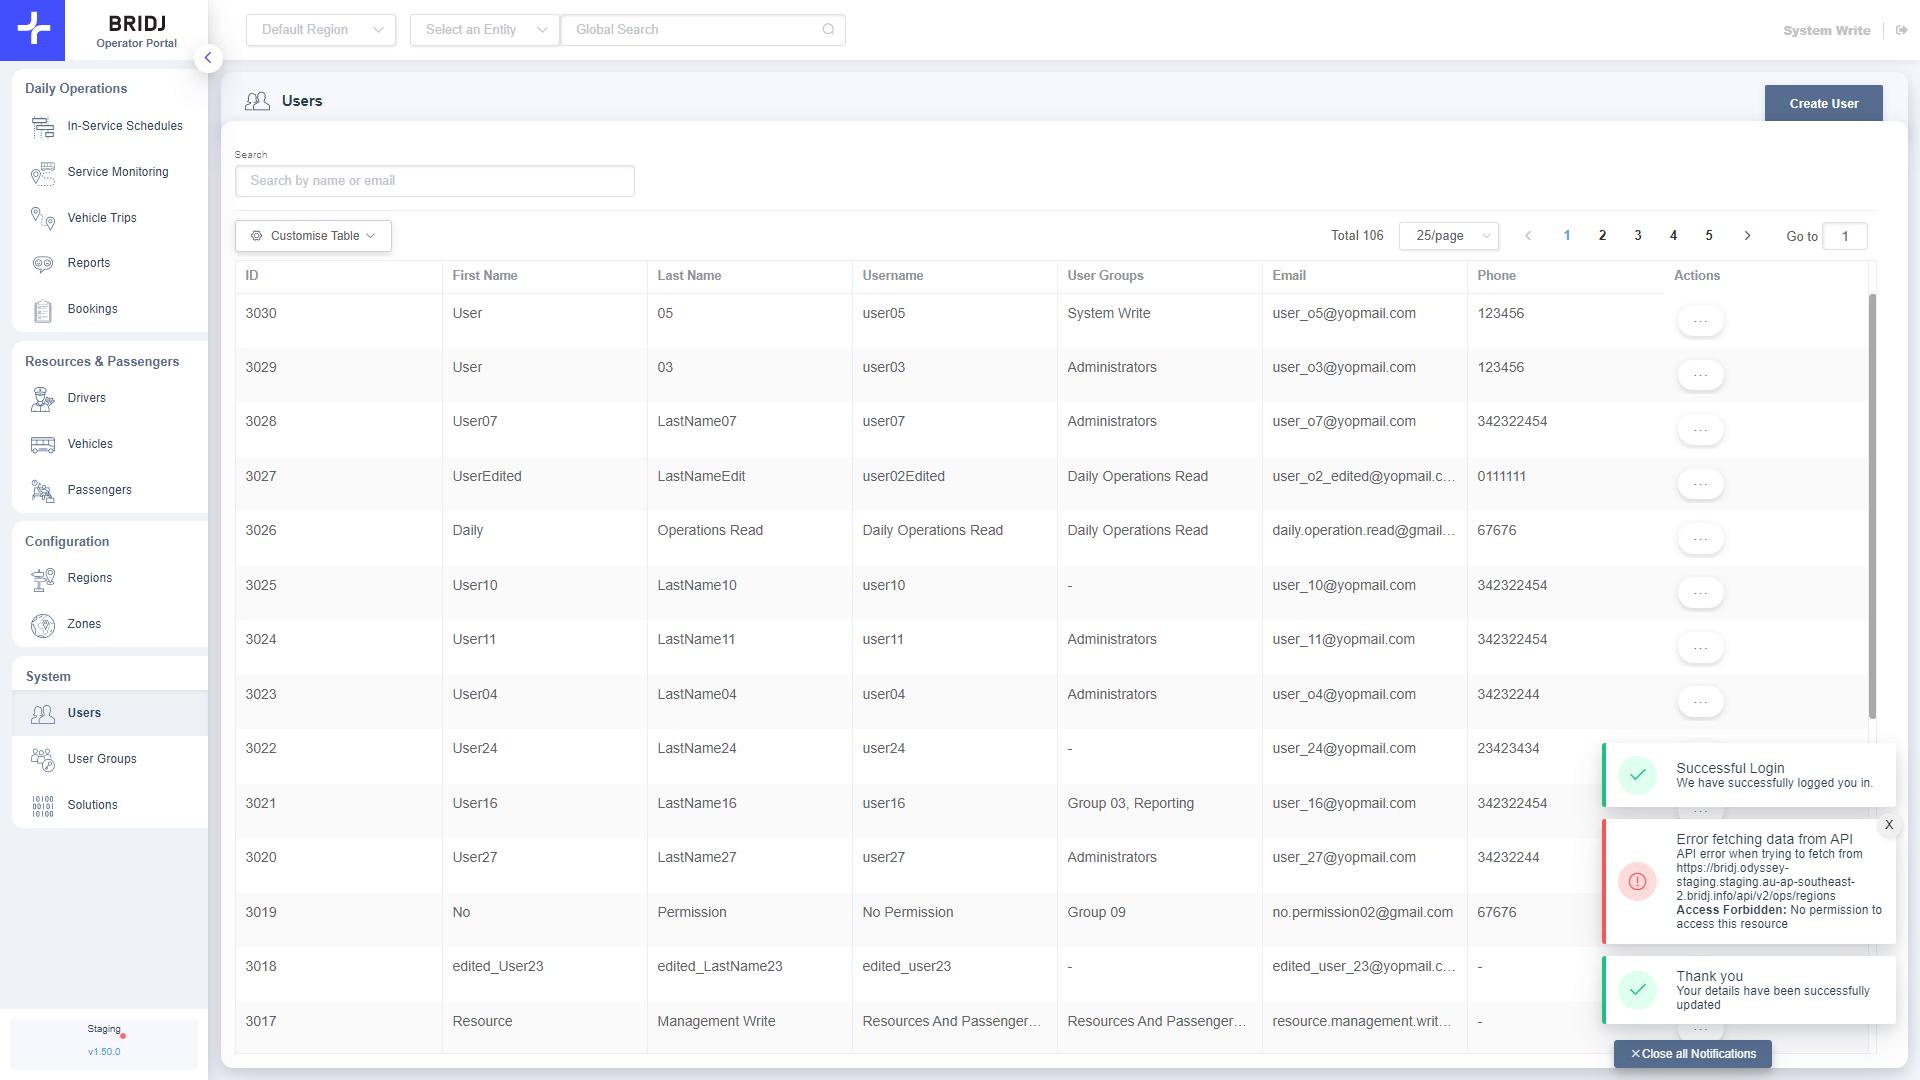 BRIDJ
Operator Portal
Default Region
Select an Entity
Global Search
System Write
Daily Operations
In-Service Schedules
Service Monitoring
Vehicle Trips
Reports
Bookings
Resources & Passengers
Drivers
Vehicles
Passengers
Configuration
Regions
Zones
System
Users
User Groups
Solutions
Staging
v1.50.0
Users
Create User
Search
Search by name or email
Customise Table
Total 106 25/page 1 2 3 4 5 Go to 1
ID First Name Last Name Username User Groups Email Phone Actions
3030 User 05 user05 System Write user_o5@yopmail.com 123456 ...
3029 User 03 user03 Administrators user_o3@yopmail.com 123456 ...
3028 User07 LastName07 user07 Administrators user_o7@yopmail.com 342322454 ...
3027 UserEdited LastNameEdit user02Edited Daily Operations Read user_o2_edited@yopmail.c... 0111111 ...
3026 Daily Operations Read Daily Operations Read Daily Operations Read daily.operation.read@gmail... 67676 ...
3025 User10 LastName10 user10 - user_10@yopmail.com 342322454 ...
3024 User11 LastName11 user11 Administrators user_11@yopmail.com 342322454 ...
3023 User04 LastName04 user04 Administrators user_o4@yopmail.com 34232244 ...
3022 User24 LastName24 user24 - user_24@yopmail.com 23423434
3021 User16 LastName16 user16 Group 03, Reporting user_16@yopmail.com 342322454 ...
3020 User27 LastName27 user27 Administrators user_27@yopmail.com 34232244
3019 No Permission No Permission Group 09 no.permission02@gmail.com 67676
3018 edited_User23 edited_LastName23 edited_user23 - edited_user_23@yopmail.c... -
3017 Resource Management Write Resources And Passenger... Resources And Passenger... resource.management.writ... - ...
Successful Login
We have successfully logged you in.
X
Error fetching data from API
API error when trying to fetch from
https://bridj.odyssey-
staging.staging.au-ap-southeast-
2.bridj.info/api/v2/ops/regions
Access Forbidden: No permission to
access this resource
Thank you
Your details have been successfully
updated
✕Close all Notifications